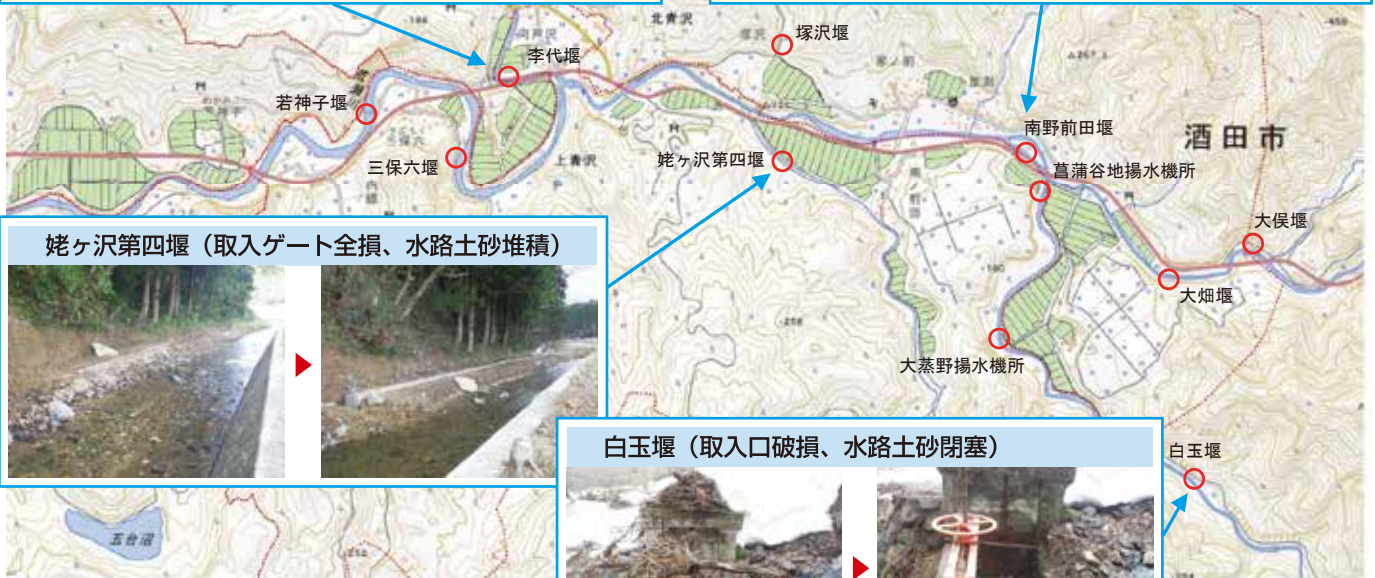 北青沢
塚沢堰
李代堰
若神子堰
三保六堰
上青沢
姥ヶ沢第四堰
南野前田堰
酒田市
菖蒲谷地揚水機所
大俣堰
大畑堰
大蒸野揚水機所
白玉堰
姥ヶ沢第四堰（取入ゲート全損、水路土砂堆積）
白玉堰（取入口破損、水路土砂閉塞）
五台沼
252